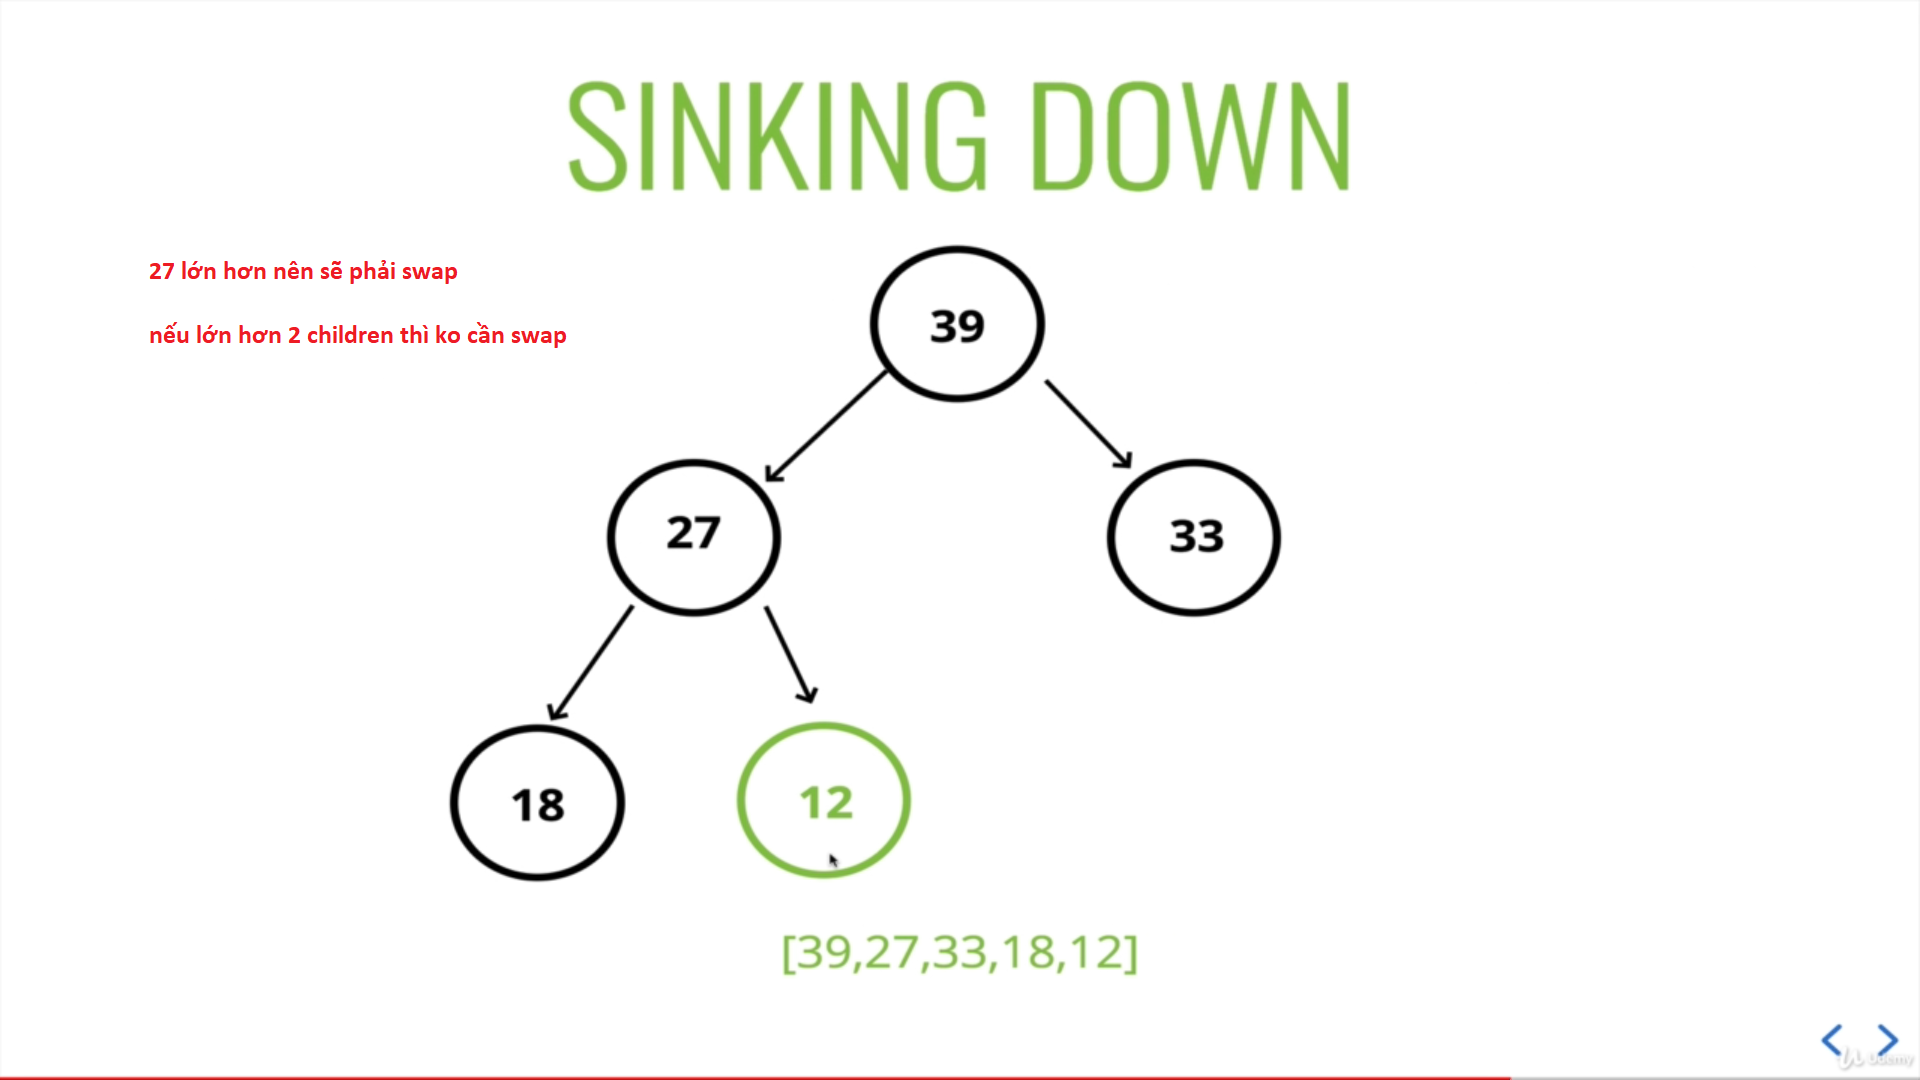 SINKING DOWN
27 lớn hơn nên sẽ phải swap
nếu lớn hơn 2 children thì ko cần swap
39
27
33
18
12
[39,27,33,18,12]
Udemy